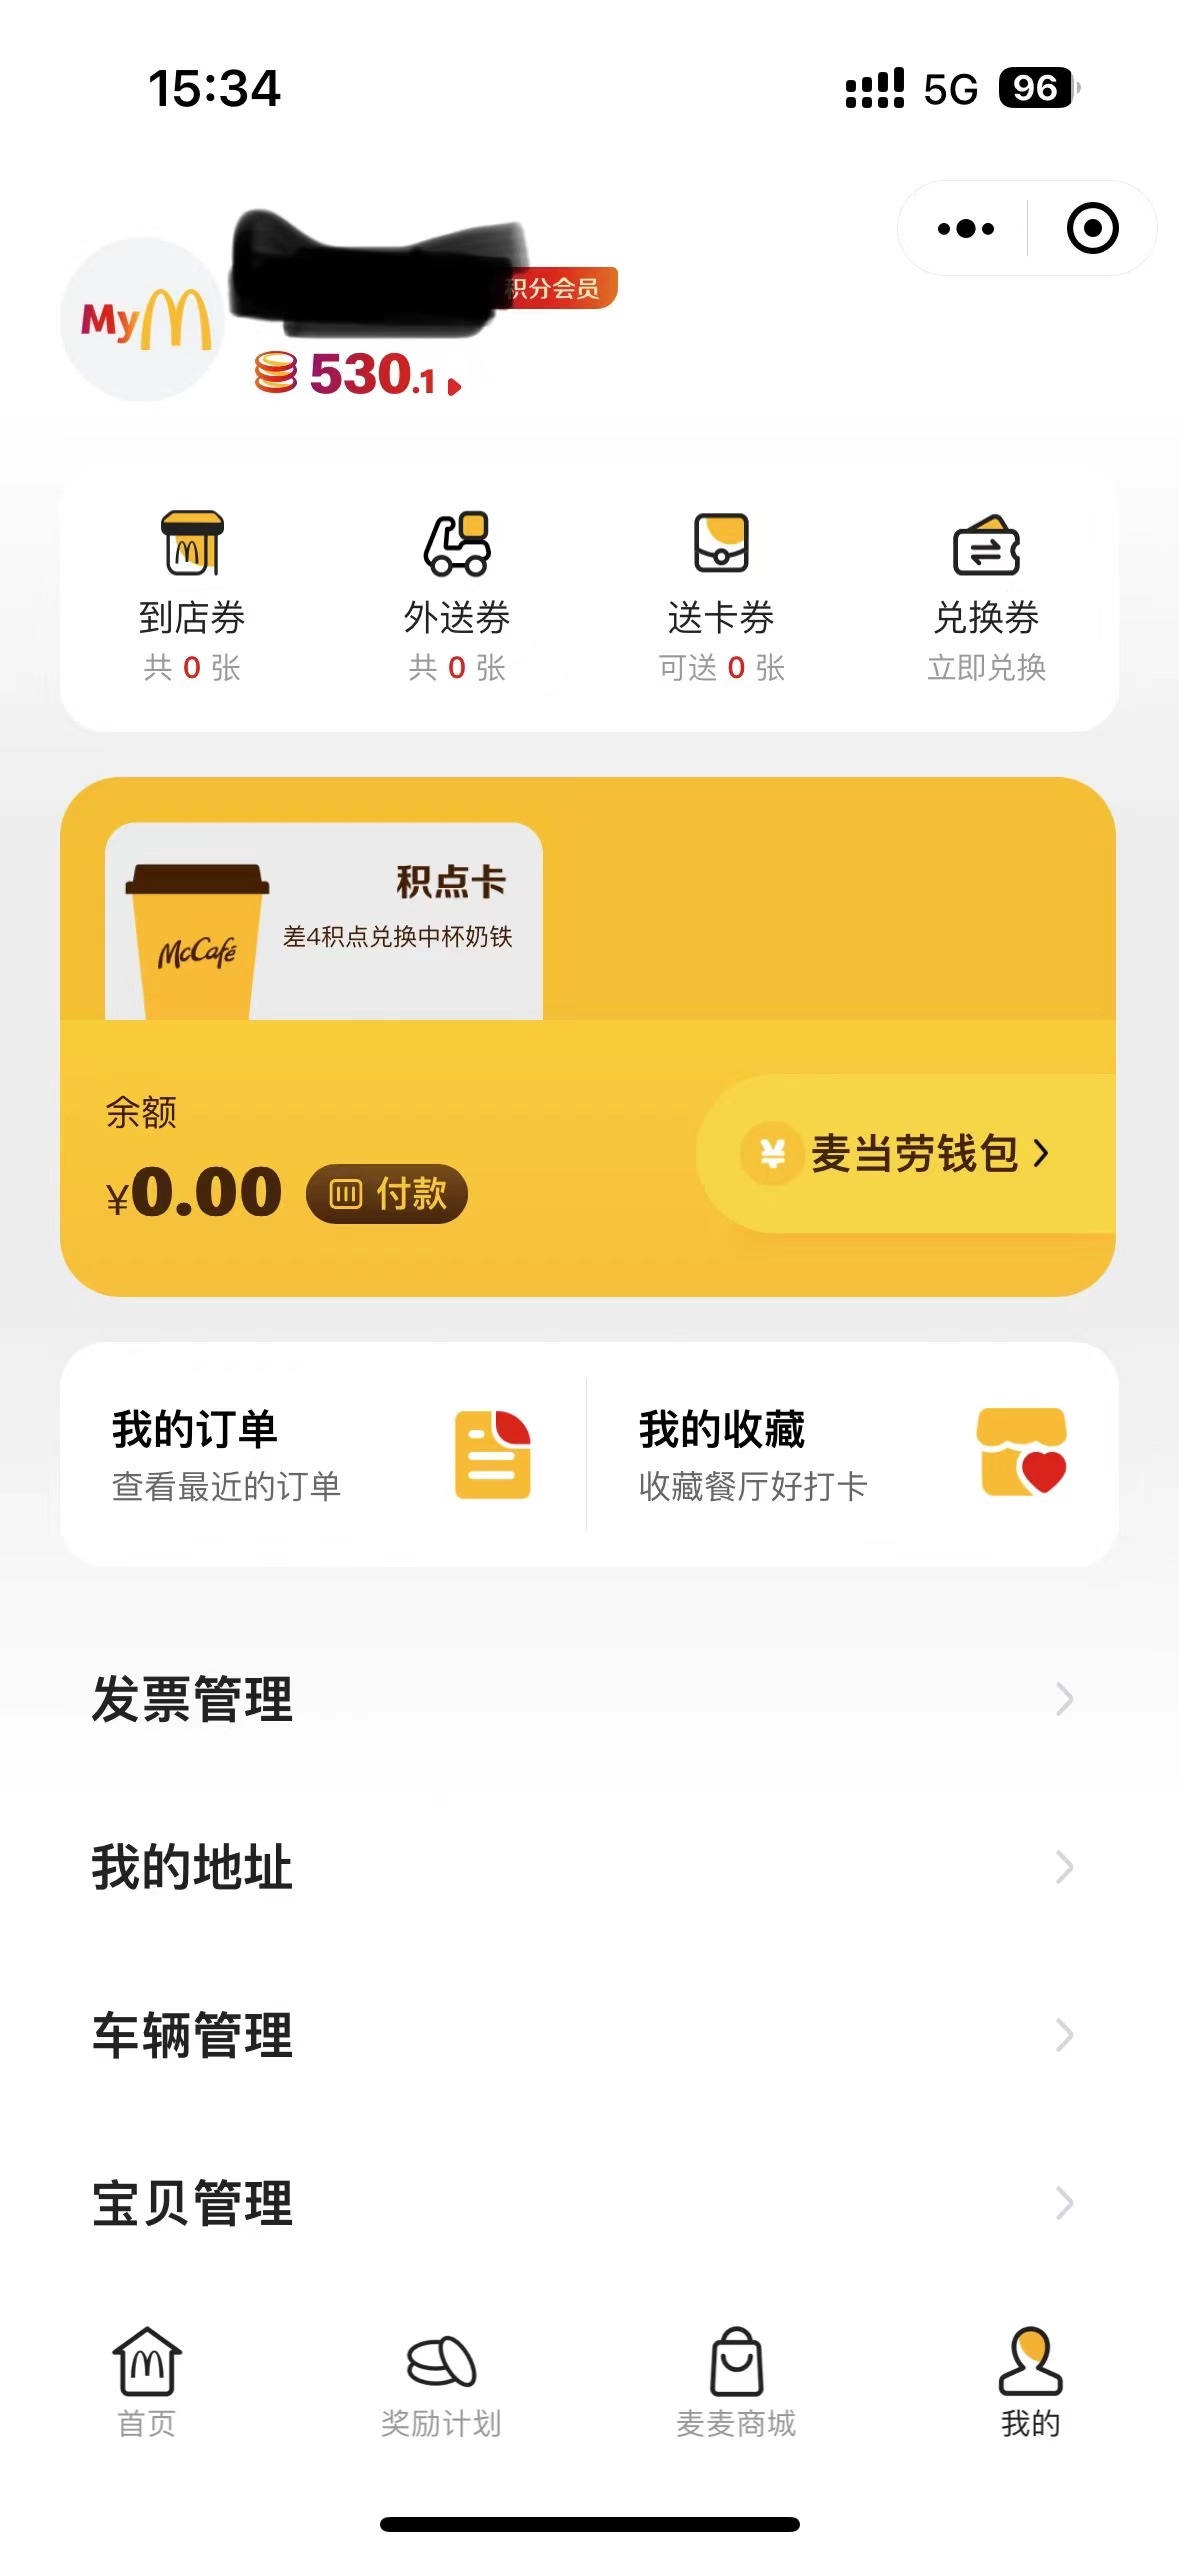 15:34
5G 96
My
积分会员
530.1
到店券 外送券 送卡券 兑换券
共 0 张 共 0 张 可送 0 张 立即兑换
积点卡
McCafé
差4积点兑换中杯奶铁
余额
¥0.00 付款
¥ 麦当劳钱包
我的订单 我的收藏
查看最近的订单 收藏餐厅好打卡
发票管理
我的地址
车辆管理
宝贝管理
首页 奖励计划 麦麦商城 我的